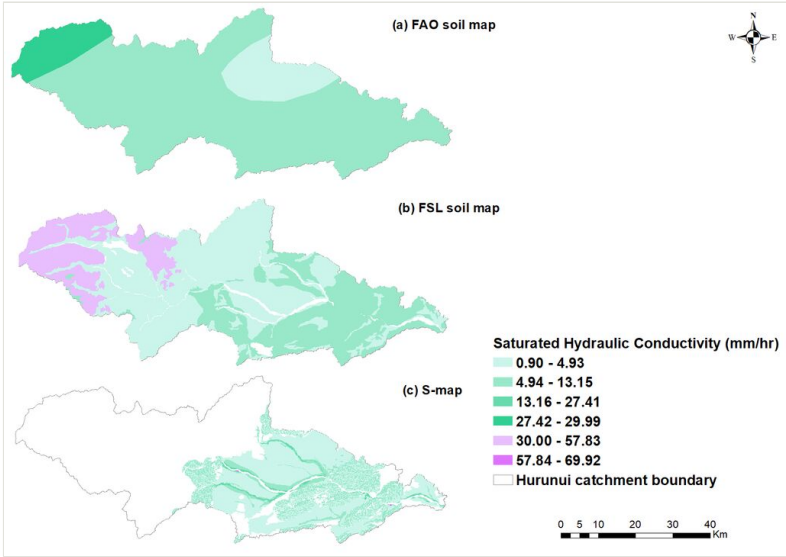 (a) FAO soil map
N
W E
S
(b) FSL soil map
(c) S-map
Saturated Hydraulic Conductivity (mm/hr)
0.90 - 4.93
4.94 - 13.15
13.16 - 27.41
27.42 - 29.99
30.00 - 57.83
57.84 - 69.92
Hurunui catchment boundary
0 5 10 20 30 40
Km